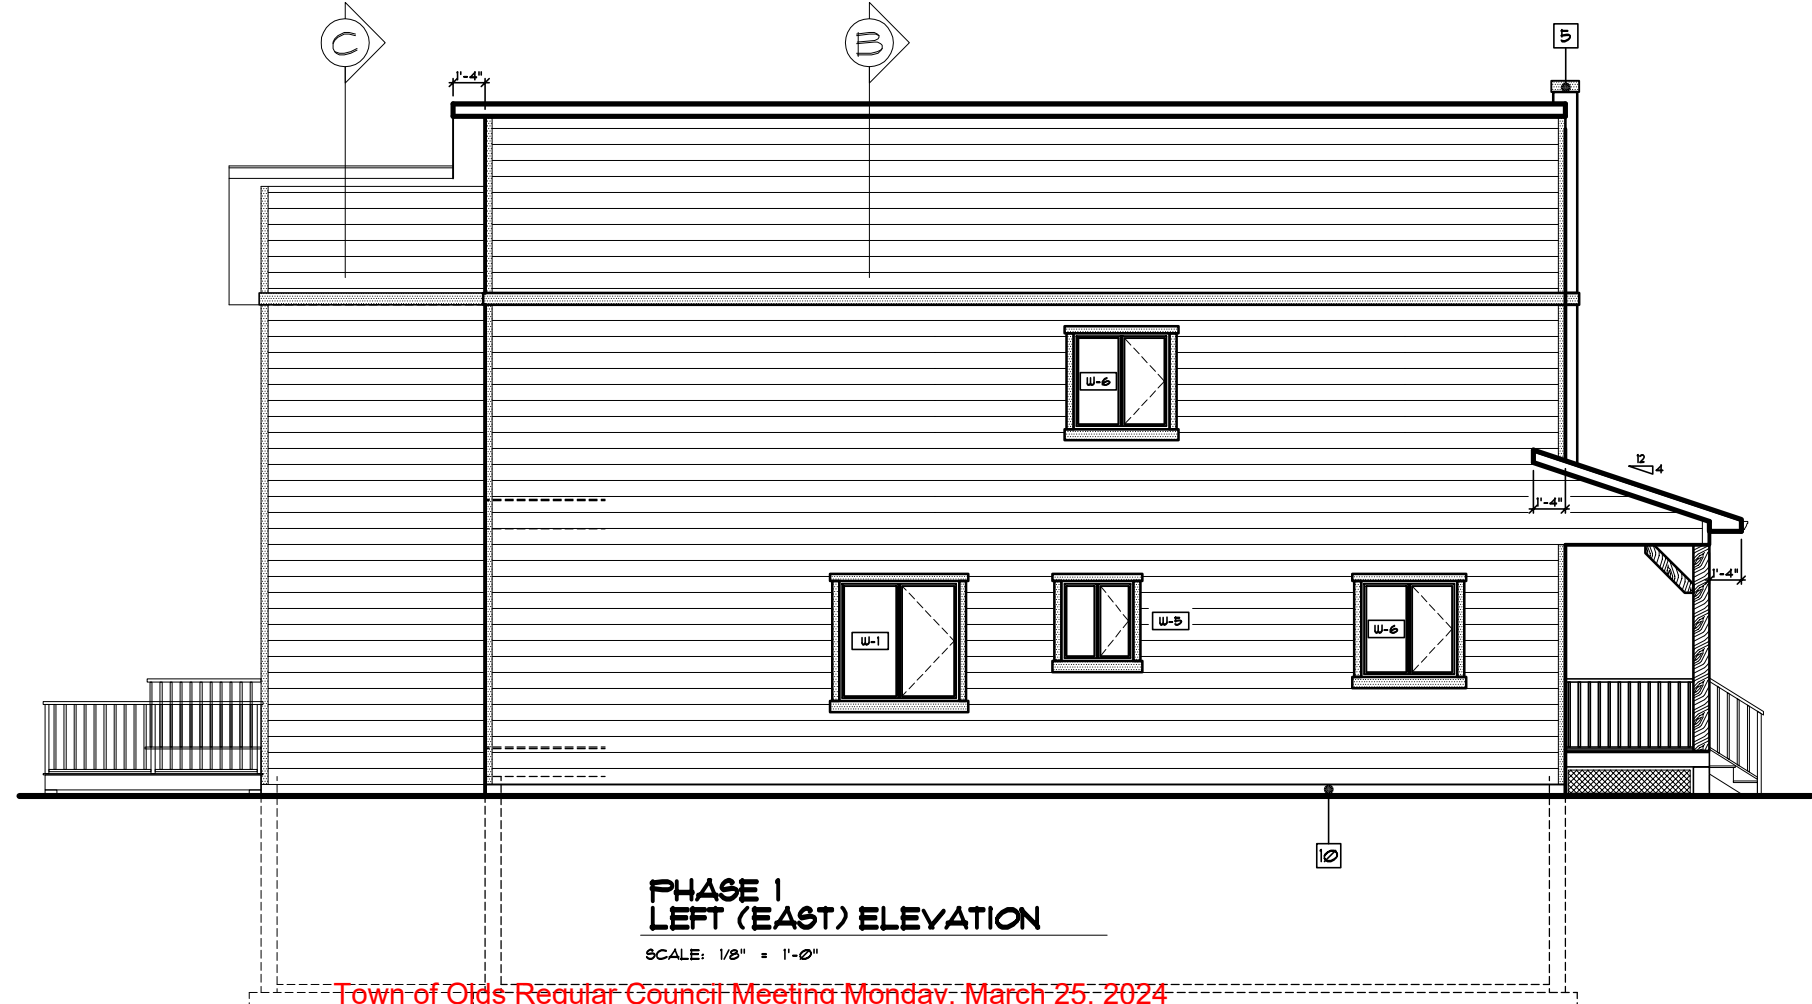 C
B
5
1'-4"
W-6
12
4
1'-4"
1'-4"
W-1
W-5
W-6
10
PHASE 1
LEFT (EAST) ELEVATION
SCALE: 1/8" = 1'-0"
Town of Olds Regular Council Meeting Monday, March 25, 2024